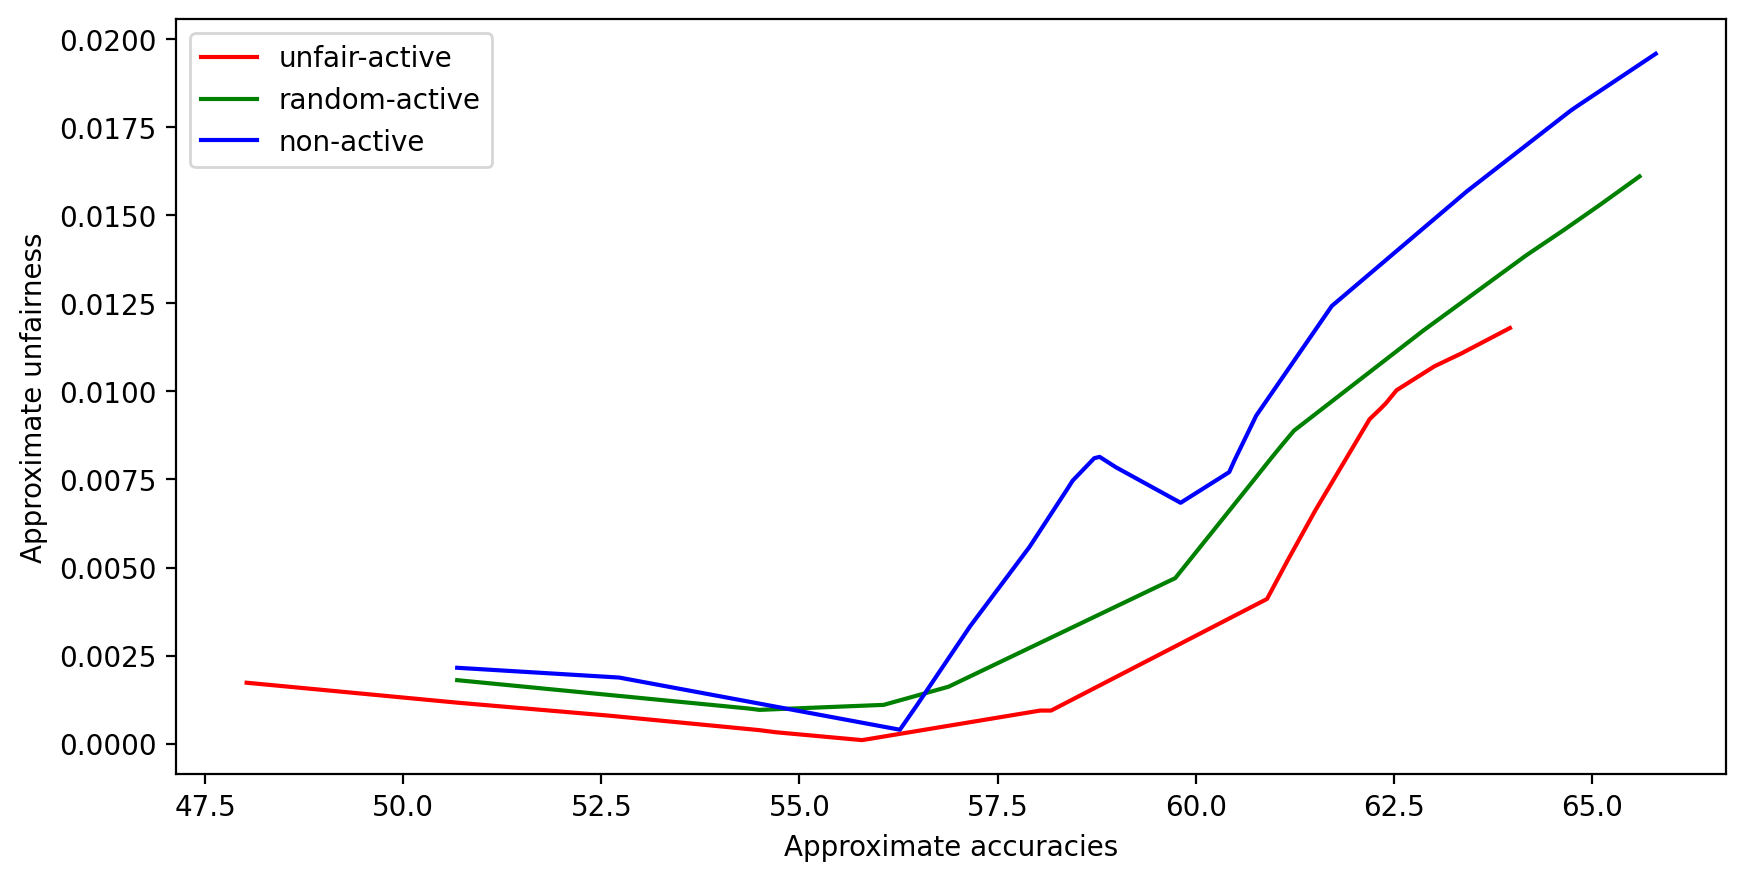 unfair-active
random-active
non-active
Approximate unfairness
0.0200
0.0175
0.0150
0.0125
0.0100
0.0075
0.0050
0.0025
0.0000
47.5 50.0 52.5 55.0 57.5 60.0 62.5 65.0
Approximate accuracies